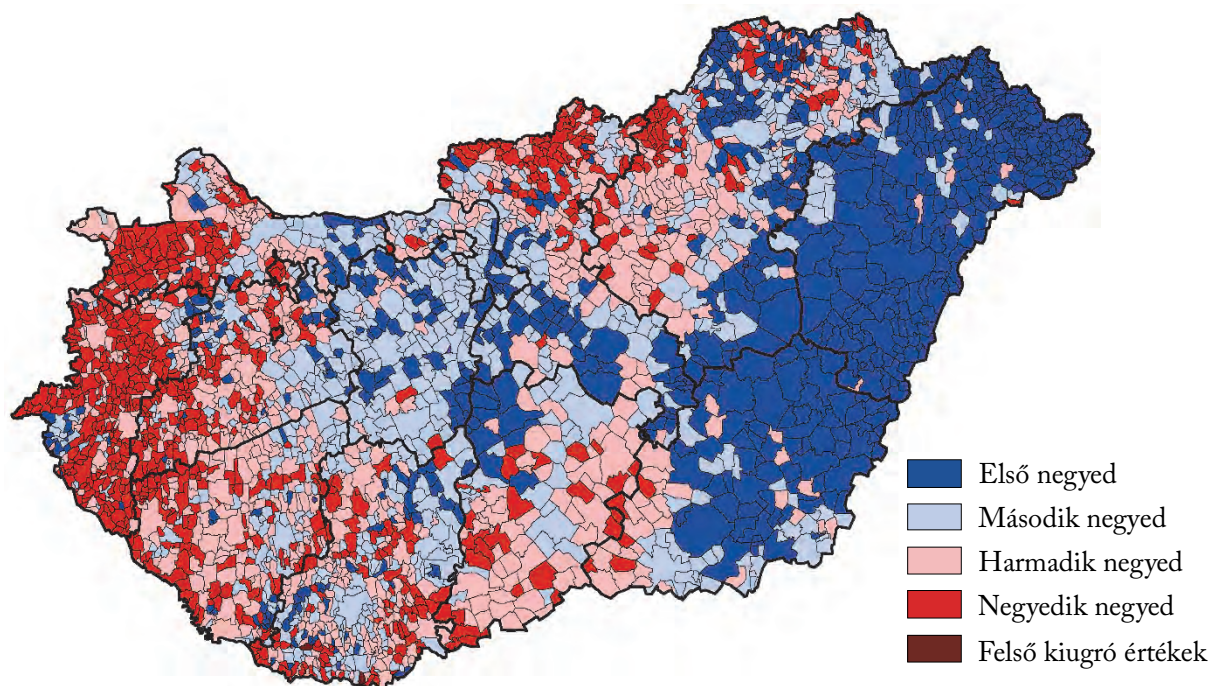 Első negyed
Második negyed
Harmadik negyed
Negyedik negyed
Felső kiugró értékek